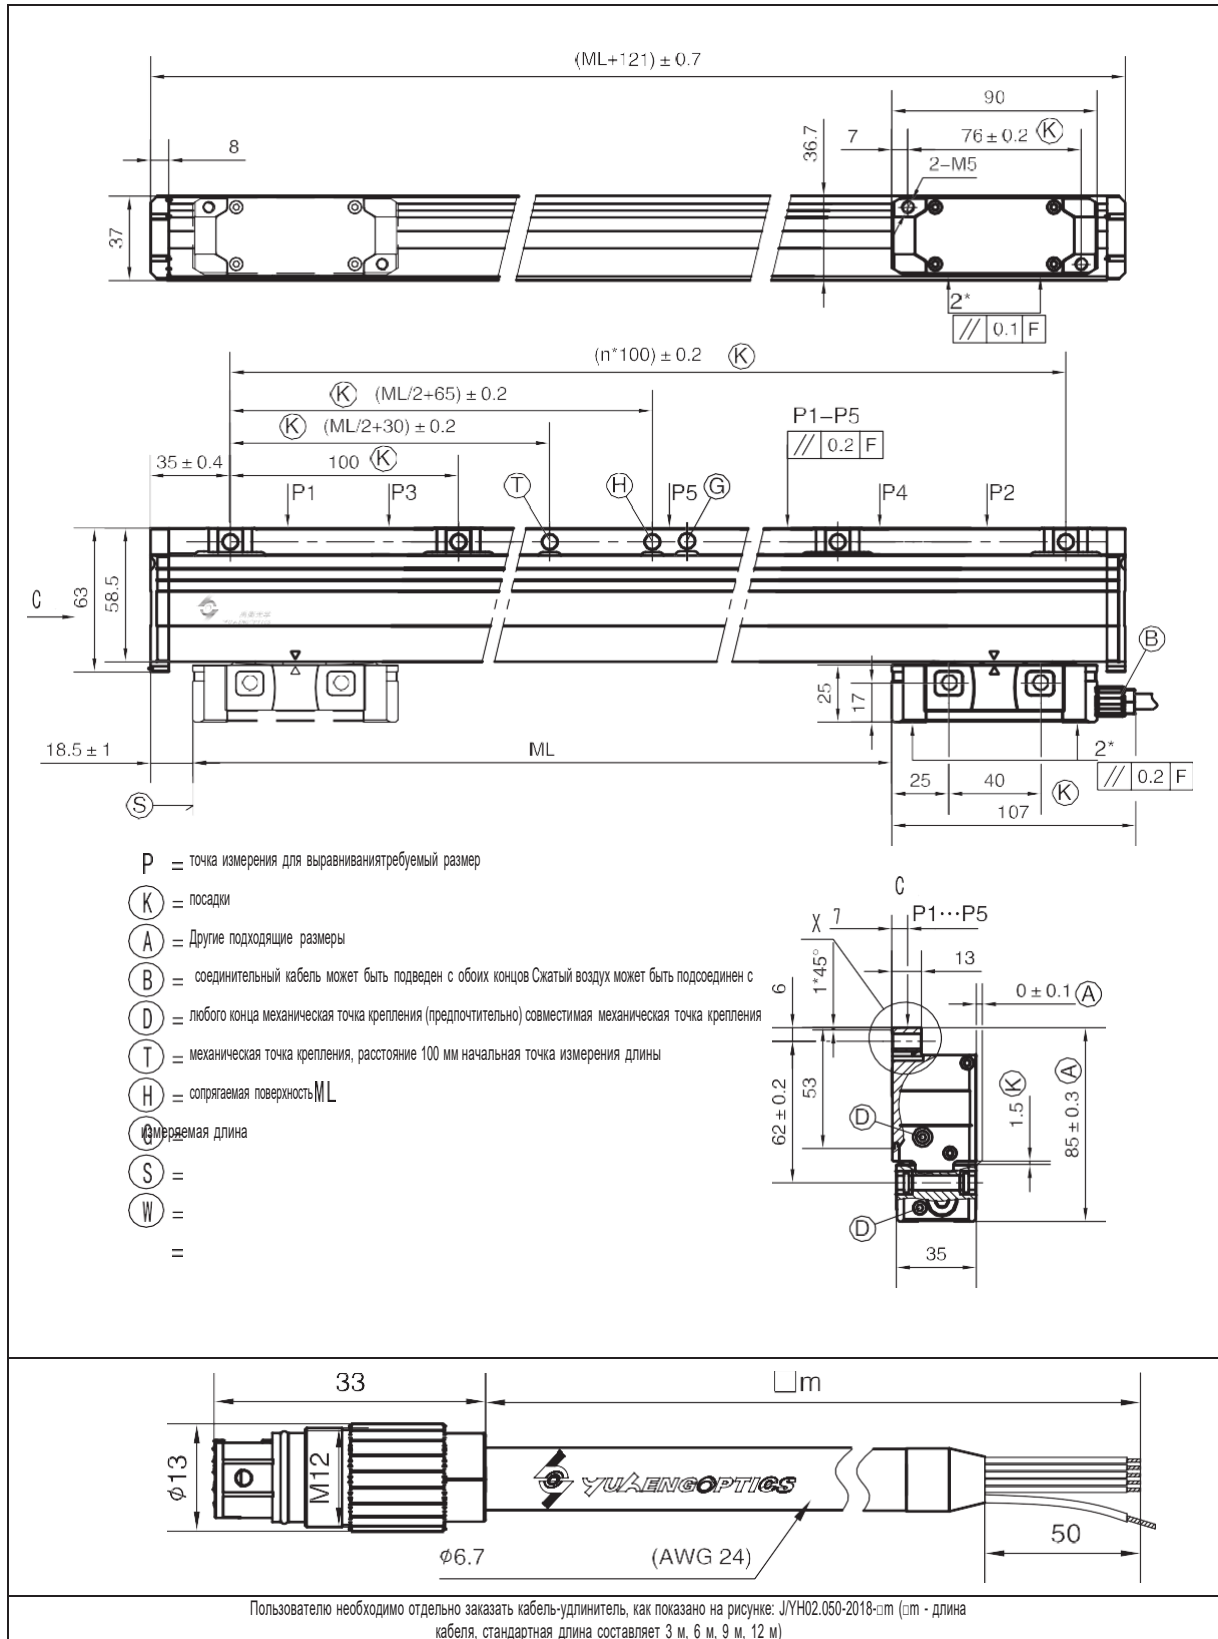 (ML+121) ± 0.7
90
8
36.7
7
76 ± 0.2 K
2-M5
37
2*
// 0.1 F
(n*100) ± 0.2 K
K (ML/2+65) ± 0.2
K (ML/2+30) ± 0.2
P1-P5
// 0.2 F
35 ± 0.4
100 K
P1
P3
T
H
P5
G
P4
P2
C
63
58.5
B
25
17
18.5 ± 1
ML
2*
// 0.2 F
S
25
40
K
107
P = точка измерения для выравниваниятребуемый размер
K = посадки
A = Другие подходящие размеры
B = соединительный кабель может быть подведен с обоих концов Сжатый воздух может быть подсоединен с
D = любого конца механическая точка крепления (предпочтительно) совместимая механическая точка крепления
T = механическая точка крепления, расстояние 100 мм начальная точка измерения длины
H = сопрягаемая поверхность ML
G = измеряемая длина
S =
W =
=
C
X
7
P1···P5
1*45°
13
6
0 ± 0.1 A
53
62 ± 0.2
1.5 K
85 ± 0.3 A
D
D
35
33
□m
ϕ13
M12
YUHENGOPTICS
ϕ6.7
(AWG 24)
50
Пользователю необходимо отдельно заказать кабель-удлинитель, как показано на рисунке: J/YH02.050-2018-□m (□m - длина
кабеля, стандартная длина составляет 3 м, 6 м, 9 м, 12 м)